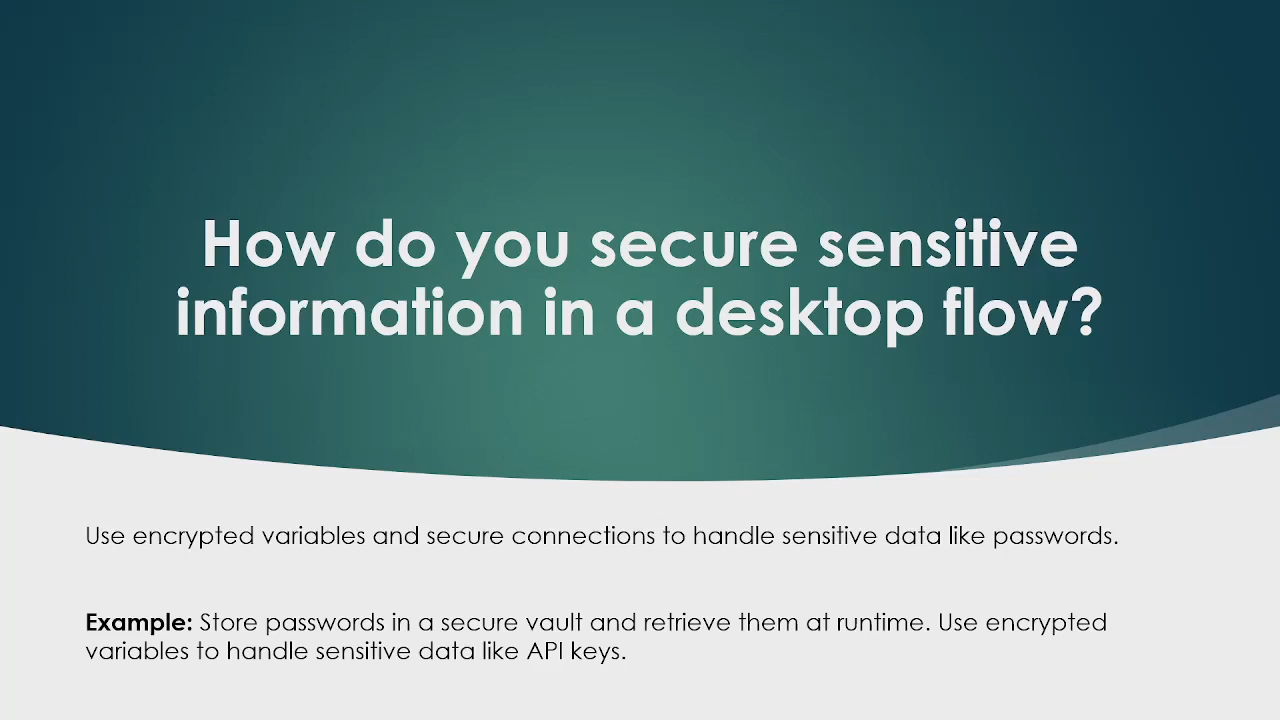 How do you secure sensitive
information in a desktop flow?
Use encrypted variables and secure connections to handle sensitive data like passwords.
Example: Store passwords in a secure vault and retrieve them at runtime. Use encrypted
variables to handle sensitive data like API keys.